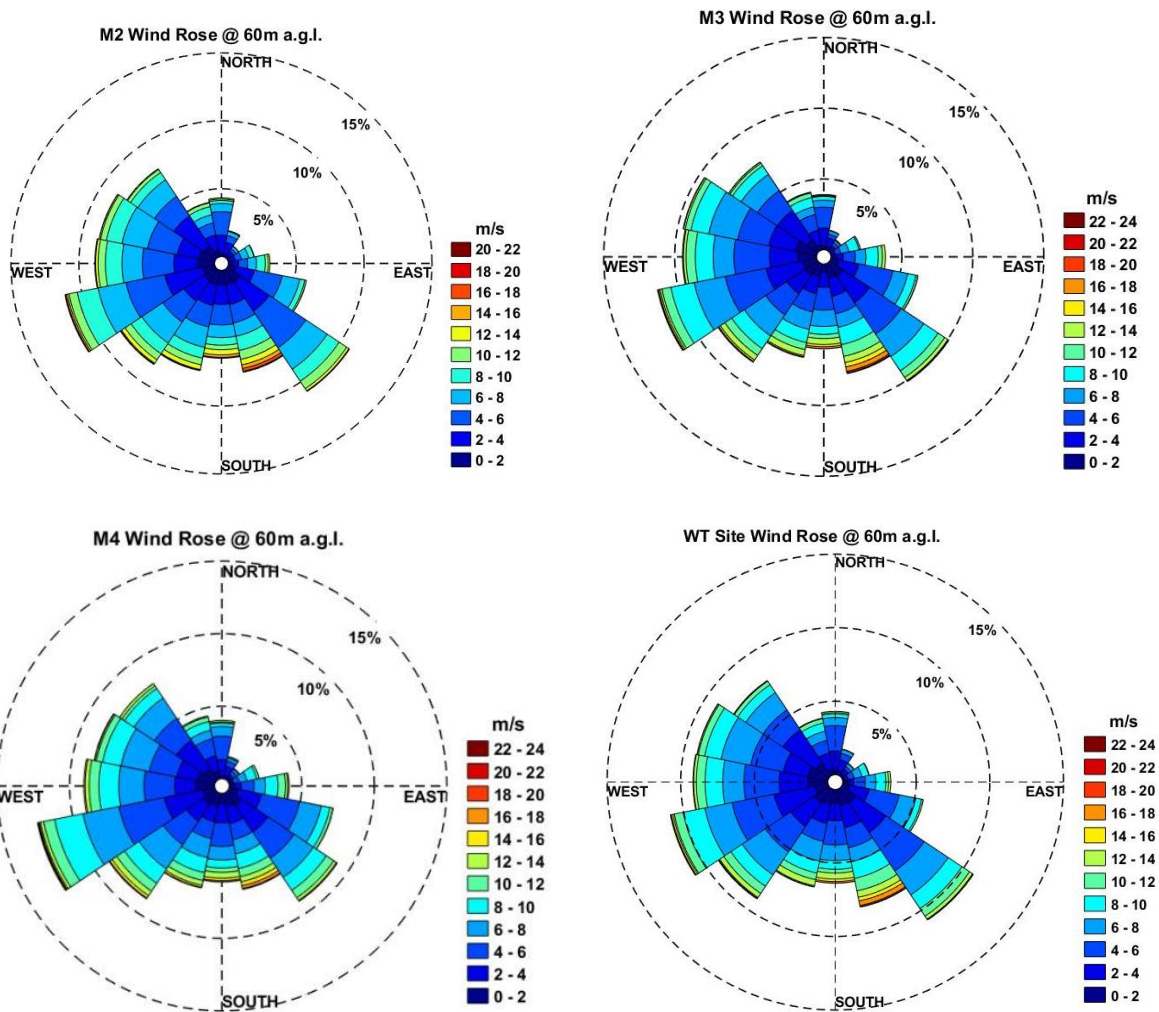 M2 Wind Rose @ 60m a.g.l.
NORTH
15%
10%
5%
WEST
EAST
SOUTH
m/s
20 - 22
18 - 20
16 - 18
14 - 16
12 - 14
10 - 12
8 - 10
6 - 8
4 - 6
2 - 4
0 - 2
M3 Wind Rose @ 60m a.g.l.
NORTH
15%
10%
5%
WEST
EAST
SOUTH
m/s
22 - 24
20 - 22
18 - 20
16 - 18
14 - 16
12 - 14
10 - 12
8 - 10
6 - 8
4 - 6
2 - 4
0 - 2
M4 Wind Rose @ 60m a.g.l.
NORTH
15%
10%
5%
WEST
EAST
SOUTH
m/s
22 - 24
20 - 22
18 - 20
16 - 18
14 - 16
12 - 14
10 - 12
8 - 10
6 - 8
4 - 6
2 - 4
0 - 2
WT Site Wind Rose @ 60m a.g.l.
NORTH
15%
10%
5%
WEST
EAST
SOUTH
m/s
22 - 24
20 - 22
18 - 20
16 - 18
14 - 16
12 - 14
10 - 12
8 - 10
6 - 8
4 - 6
2 - 4
0 - 2